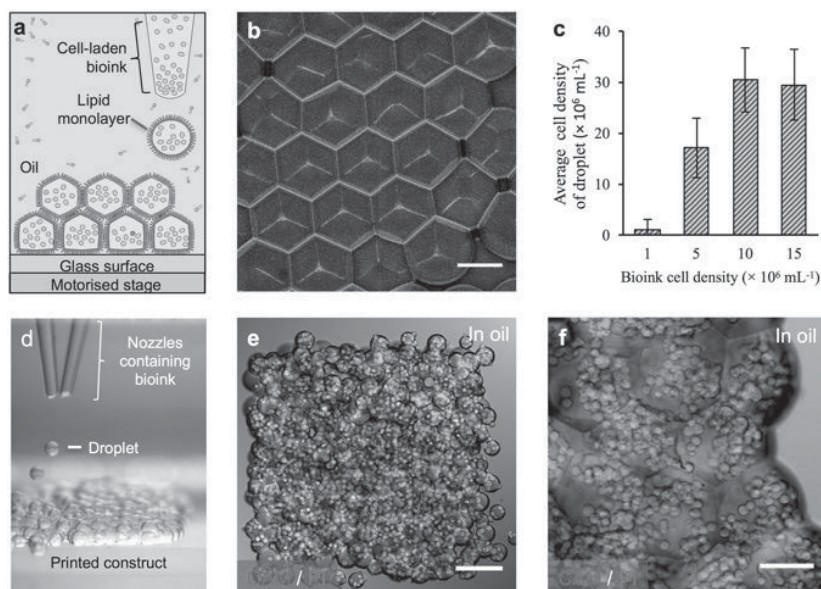 a
Cell-laden
bioink
Lipid
monolayer
Oil
Glass surface
Motorised stage
b
c
Average cell density
of droplet (× 10⁶ mL⁻¹)
40
30
20
10
0
1 5 10 15
Bioink cell density (× 10⁶ mL⁻¹)
d
Nozzles
containing
bioink
Droplet
Printed construct
e
In oil
f
In oil